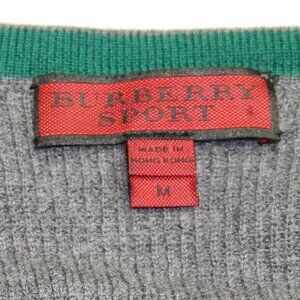 BURBERRY
SPORT
MADE IN
HONG KONG
M